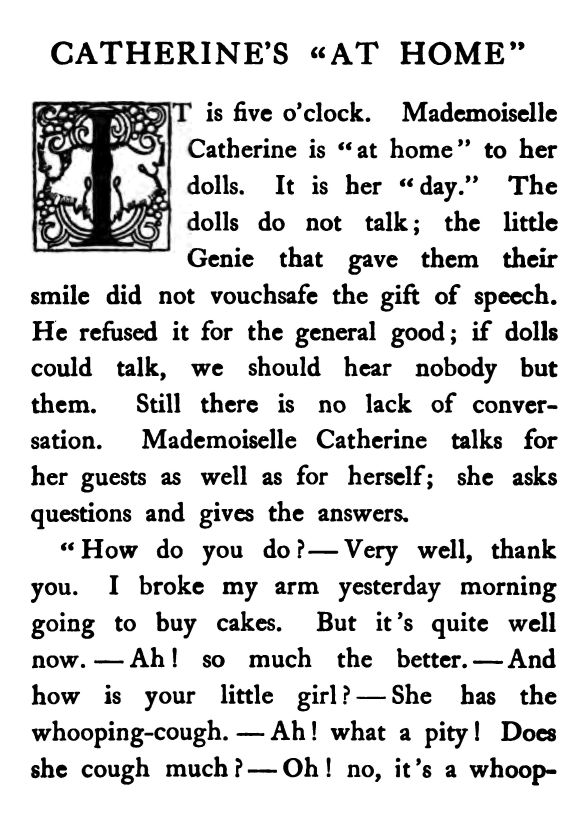 CATHERINE'S “AT HOME”
IT is five o'clock. Mademoiselle
Catherine is “at home” to her
dolls. It is her “day.” The
dolls do not talk; the little
Genie that gave them their
smile did not vouchsafe the gift of speech.
He refused it for the general good; if dolls
could talk, we should hear nobody but
them. Still there is no lack of conver-
sation. Mademoiselle Catherine talks for
her guests as well as for herself; she asks
questions and gives the answers.
“How do you do?—Very well, thank
you. I broke my arm yesterday morning
going to buy cakes. But it's quite well
now.—Ah! so much the better.—And
how is your little girl?—She has the
whooping-cough.—Ah! what a pity! Does
she cough much?—Oh! no, it's a whoop-